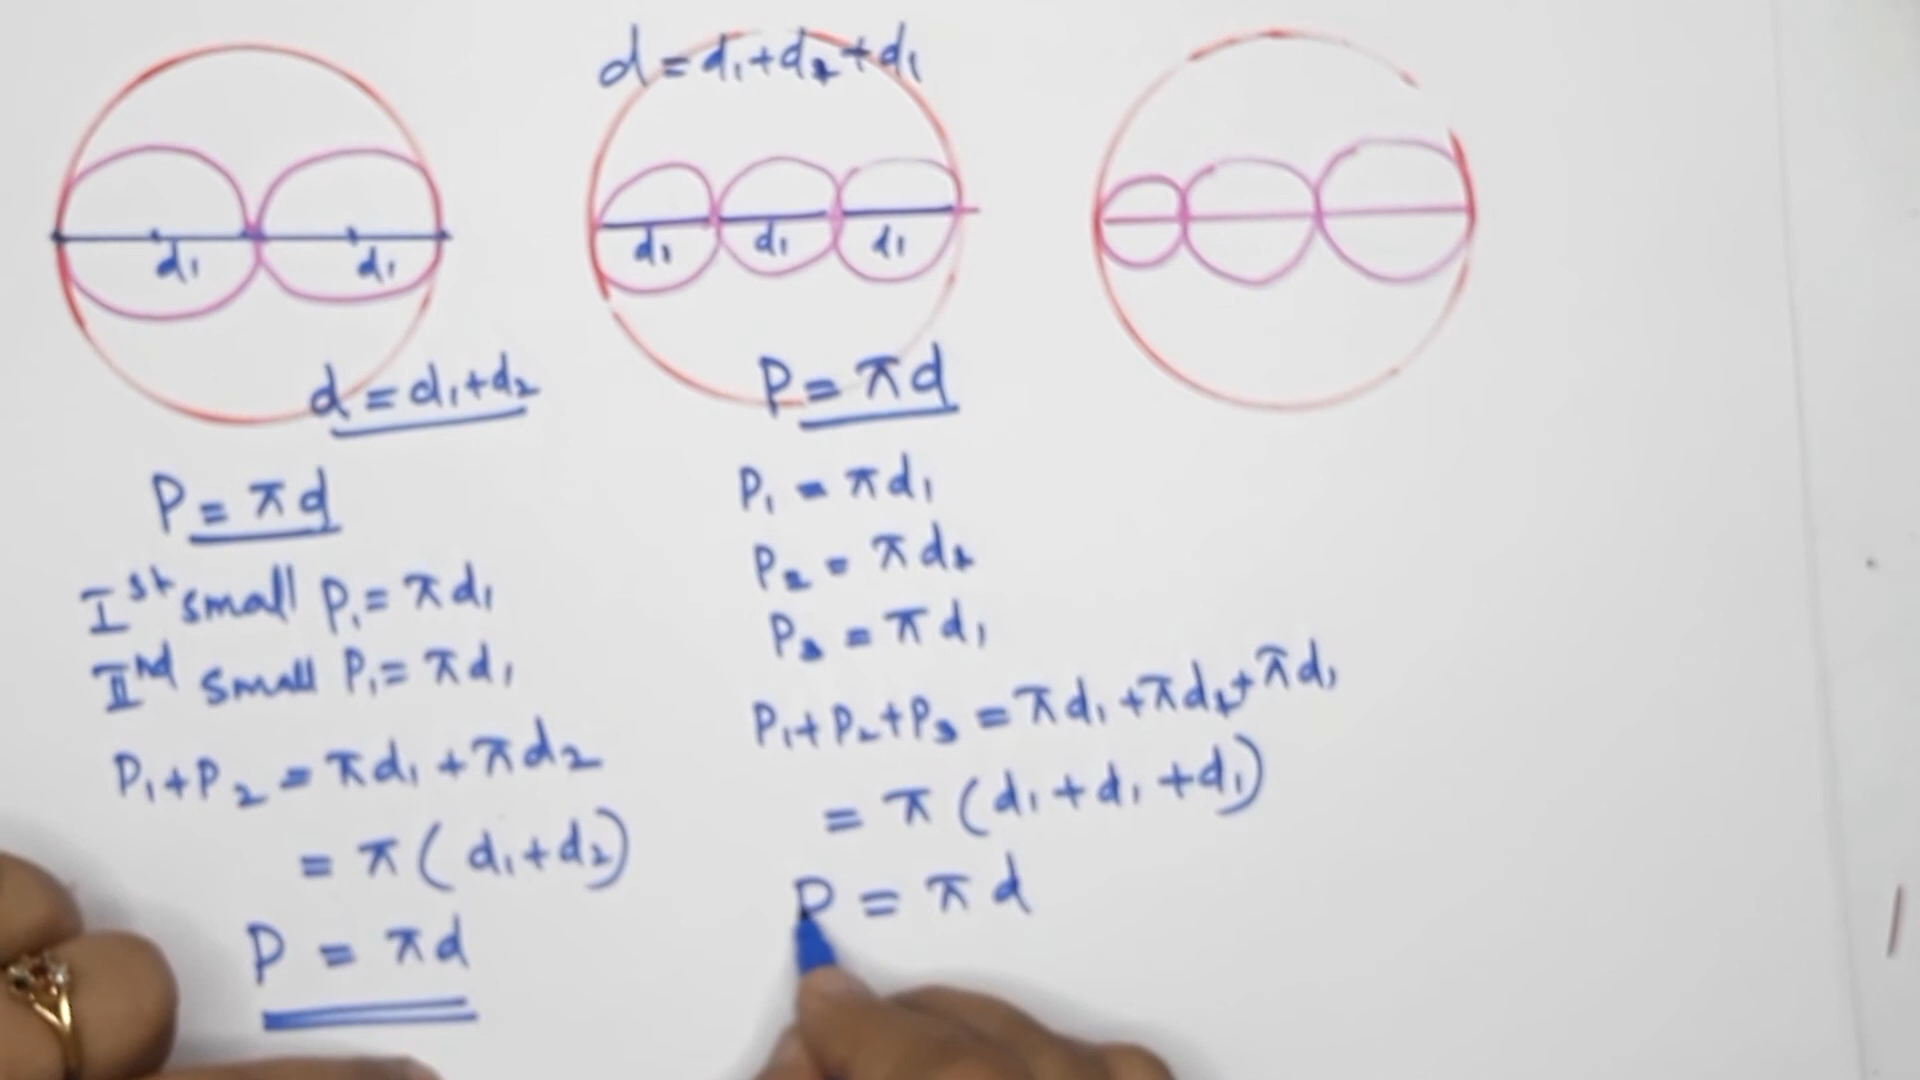 d₁ d₁
d = d₁+d₂
P = πd
Iˢᵗ small P₁ = πd₁
IIⁿᵈ small P₁ = πd₁
P₁+P₂ = πd₁+πd₂
= π(d₁+d₂)
P = πd
d = d₁+d₂+d₁
d₁ d₁ d₁
P = πd
P₁ = πd₁
P₂ = πd₂
P₃ = πd₁
P₁+P₂+P₃ = πd₁+πd₂+πd₁
= π(d₁+d₁+d₁)
P = πd